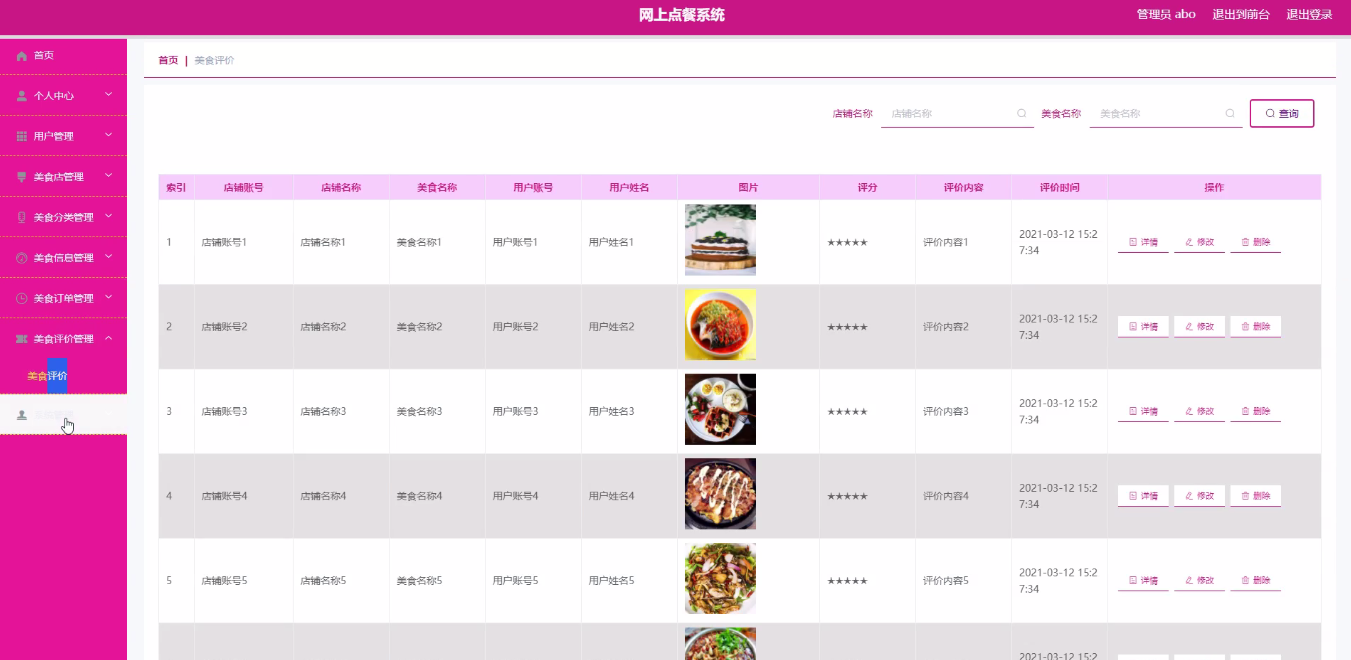 网上点餐系统
管理员 abo 退出到前台 退出登录
首页
个人中心
用户管理
美食店管理
美食分类管理
美食信息管理
美食订单管理
美食评价管理
美食评价
首页 | 美食评价
店铺名称 店铺名称 美食名称 美食名称 查询
索引 店铺账号 店铺名称 美食名称 用户账号 用户姓名 图片 评分 评价内容 评价时间 操作
1 店铺账号1 店铺名称1 美食名称1 用户账号1 用户姓名1 ★★★★★ 评价内容1 2021-03-12 15:2
7:34 详情 修改 删除
2 店铺账号2 店铺名称2 美食名称2 用户账号2 用户姓名2 ★★★★★ 评价内容2 2021-03-12 15:2
7:34 详情 修改 删除
3 店铺账号3 店铺名称3 美食名称3 用户账号3 用户姓名3 ★★★★★ 评价内容3 2021-03-12 15:2
7:34 详情 修改 删除
4 店铺账号4 店铺名称4 美食名称4 用户账号4 用户姓名4 ★★★★★ 评价内容4 2021-03-12 15:2
7:34 详情 修改 删除
5 店铺账号5 店铺名称5 美食名称5 用户账号5 用户姓名5 ★★★★★ 评价内容5 2021-03-12 15:2
7:34 详情 修改 删除
2021-03-12 15:2